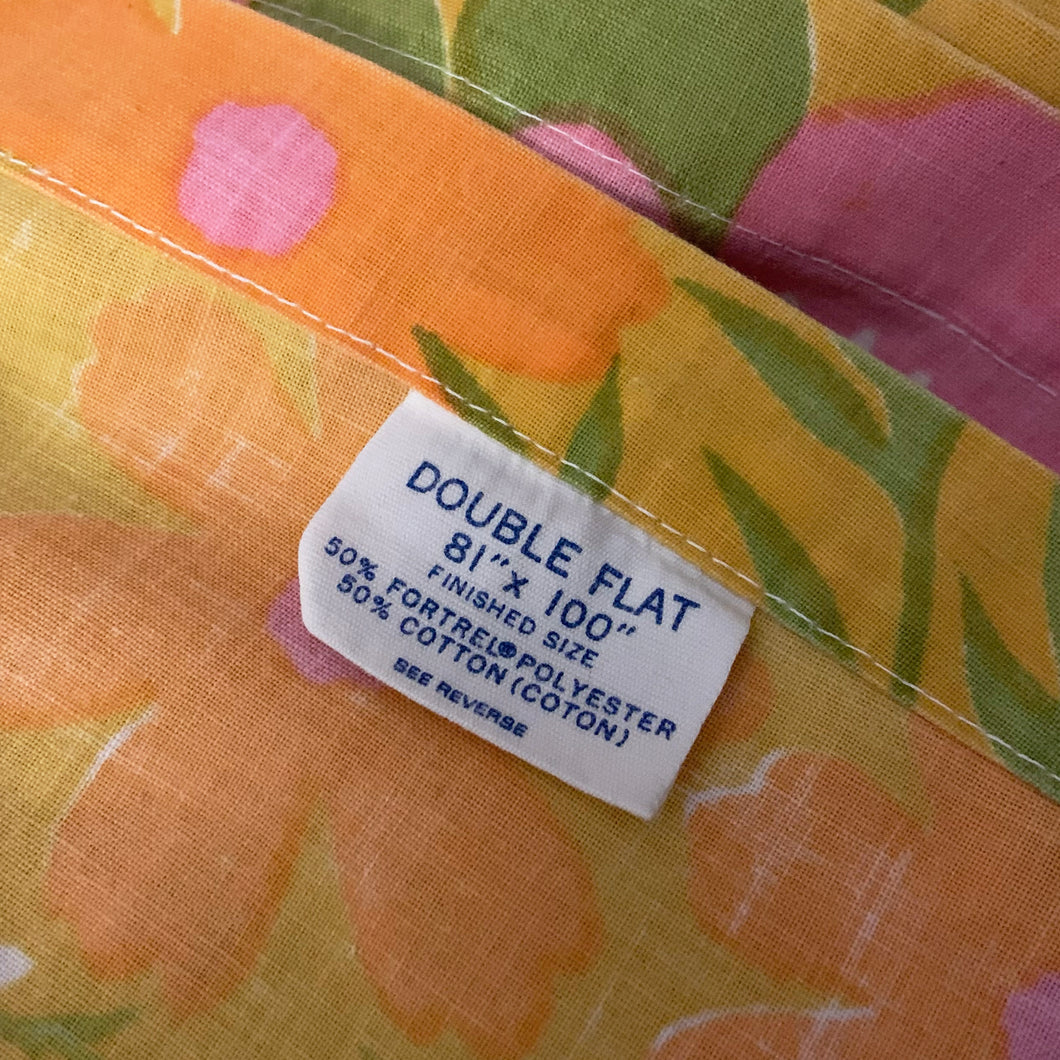 DOUBLE FLAT
81" x 100"
FINISHED SIZE
50% FORTREL® POLYESTER
50% COTTON (COTON)
SEE REVERSE